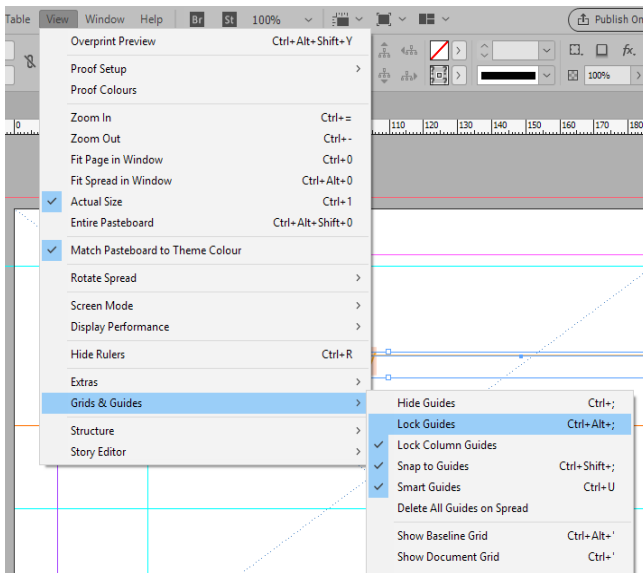 Table View Window Help Br St 100%
Publish On
fx.
100%
0 110 120 130 140 150 160 170 180
Overprint Preview Ctrl+Alt+Shift+Y
Proof Setup
Proof Colours
Zoom In Ctrl+=
Zoom Out Ctrl+-
Fit Page in Window Ctrl+0
Fit Spread in Window Ctrl+Alt+0
Actual Size Ctrl+1
Entire Pasteboard Ctrl+Alt+Shift+0
Match Pasteboard to Theme Colour
Rotate Spread
Screen Mode
Display Performance
Hide Rulers Ctrl+R
Extras
Grids & Guides
Structure
Story Editor
Hide Guides Ctrl+;
Lock Guides Ctrl+Alt+;
Lock Column Guides
Snap to Guides Ctrl+Shift+;
Smart Guides Ctrl+U
Delete All Guides on Spread
Show Baseline Grid Ctrl+Alt+'
Show Document Grid Ctrl+'